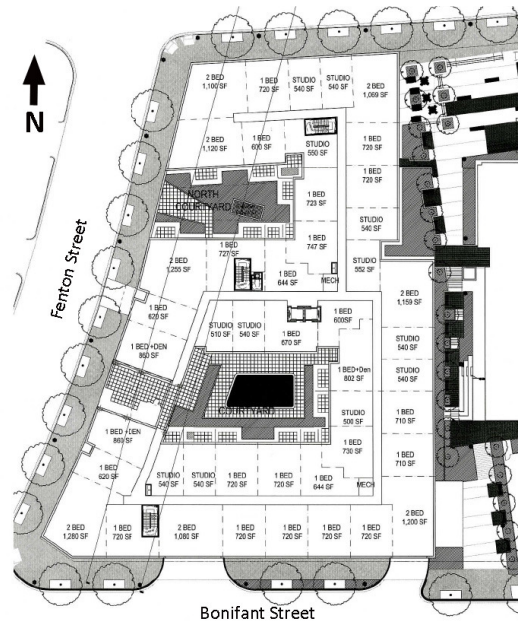 N
2 BED
1,100 SF
1 BED
720 SF
STUDIO
540 SF
STUDIO
540 SF
2 BED
1,069 SF
2 BED
1,120 SF
1 BED
600 SF
STUDIO
550 SF
1 BED
720 SF
1 BED
720 SF
NORTH
COURTYARD
1 BED
723 SF
STUDIO
540 SF
Fenton Street
2 BED
1,255 SF
1 BED
727 SF
1 BED
747 SF
1 BED
644 SF
MECH
STUDIO
552 SF
2 BED
1,159 SF
1 BED
620 SF
STUDIO
510 SF
STUDIO
540 SF
1 BED
670 SF
1 BED
600SF
1 BED +DEN
860 SF
STUDIO
540 SF
1 BED+Den
802 SF
STUDIO
540 SF
COURTYARD
STUDIO
500 SF
1 BED
710 SF
1 BED +DEN
860 SF
1 BED
730 SF
1 BED
710 SF
1 BED
620 SF
STUDIO
540 SF
STUDIO
540 SF
1 BED
720 SF
1 BED
720 SF
1 BED
644 SF
MECH
2 BED
1,280 SF
1 BED
720 SF
2 BED
1,080 SF
1 BED
720 SF
1 BED
720 SF
1 BED
720 SF
1 BED
720 SF
2 BED
1,200 SF
Bonifant Street